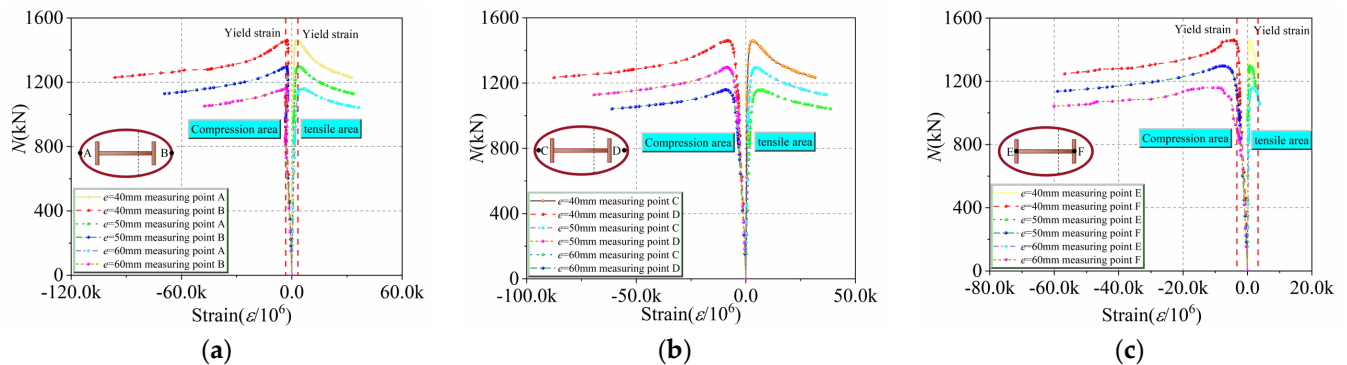 1600
1200
800
400
0
N(kN)
Yield strain
Yield strain
Compression area
tensile area
A
B
e=40mm measuring point A
e=40mm measuring point B
e=50mm measuring point A
e=50mm measuring point B
e=60mm measuring point A
e=60mm measuring point B
-120.0k -60.0k 0.0 60.0k
Strain(ε/10⁶)
(a)
1600
1200
800
400
0
N(kN)
Compression area
tensile area
C
D
e=40mm measuring point C
e=40mm measuring point D
e=50mm measuring point C
e=50mm measuring point D
e=60mm measuring point C
e=60mm measuring point D
-100.0k -50.0k 0.0 50.0k
Strain(ε/10⁶)
(b)
1600
1200
800
400
0
N(kN)
Yield strain
Yield strain
Compression area
tensile area
E
F
e=40mm measuring point E
e=40mm measuring point F
e=50mm measuring point E
e=50mm measuring point F
e=60mm measuring point E
e=60mm measuring point F
-80.0k -60.0k -40.0k -20.0k 0.0 20.0k
Strain(ε/10⁶)
(c)